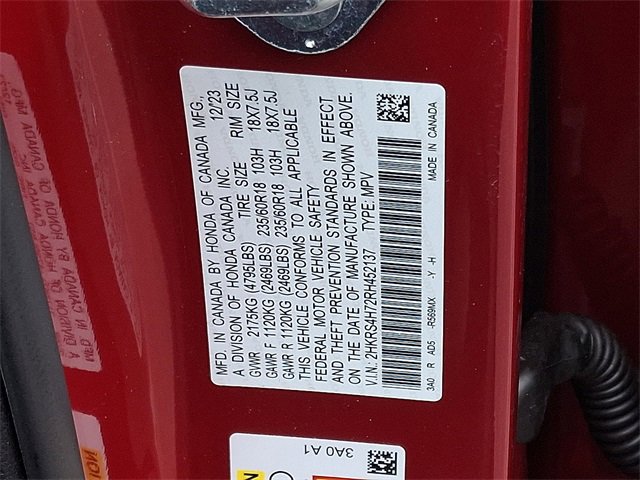 MFD. IN CANADA BY HONDA OF CANADA MFG., 12/23
A DIVISION OF HONDA CANADA INC.
TIRE SIZE RIM SIZE
GVWR 2175KG (4795LBS)
GAWR F 1120KG (2469LBS) 235/60R18 103H 18X7.5J
GAWR R 1120KG (2469LBS) 235/60R18 103H 18X7.5J
THIS VEHICLE CONFORMS TO ALL APPLICABLE
FEDERAL MOTOR VEHICLE SAFETY
AND THEFT PREVENTION STANDARDS IN EFFECT
ON THE DATE OF MANUFACTURE SHOWN ABOVE.
V.I.N.: 2HKRS4H72RH452137 TYPE: MPV
3A0 R AD5 -R569MX -Y -H MADE IN CANADA
3A0 A1